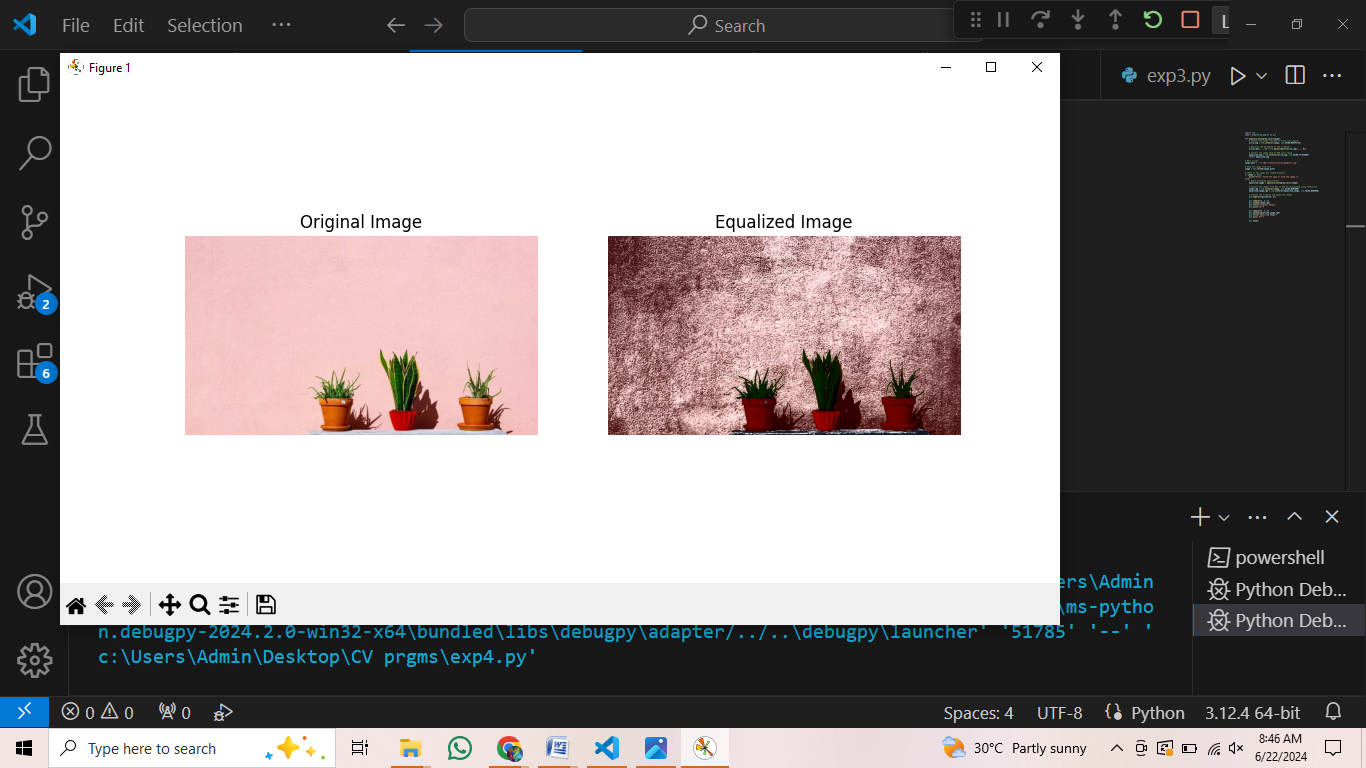 File Edit Selection ··· Search L
Figure 1
exp3.py ···
Original Image Equalized Image
2
6
···
powershell
ers\Admin
Python Deb...
\ms-pytho
Python Deb...
n.debugpy-2024.2.0-win32-x64\bundled\libs\debugpy\adapter/../..\debugpy\launcher' '51785' '--' '
c:\Users\Admin\Desktop\CV prgms\exp4.py'
0 0 0 Spaces: 4 UTF-8 {} Python 3.12.4 64-bit
Type here to search 30°C Partly sunny 8:46 AM
6/22/2024